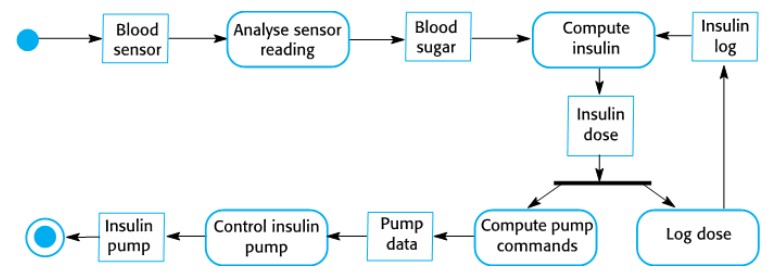 Blood
sensor
Analyse sensor
reading
Blood
sugar
Compute
insulin
Insulin
log
Insulin
dose
Insulin
pump
Control insulin
pump
Pump
data
Compute pump
commands
Log dose